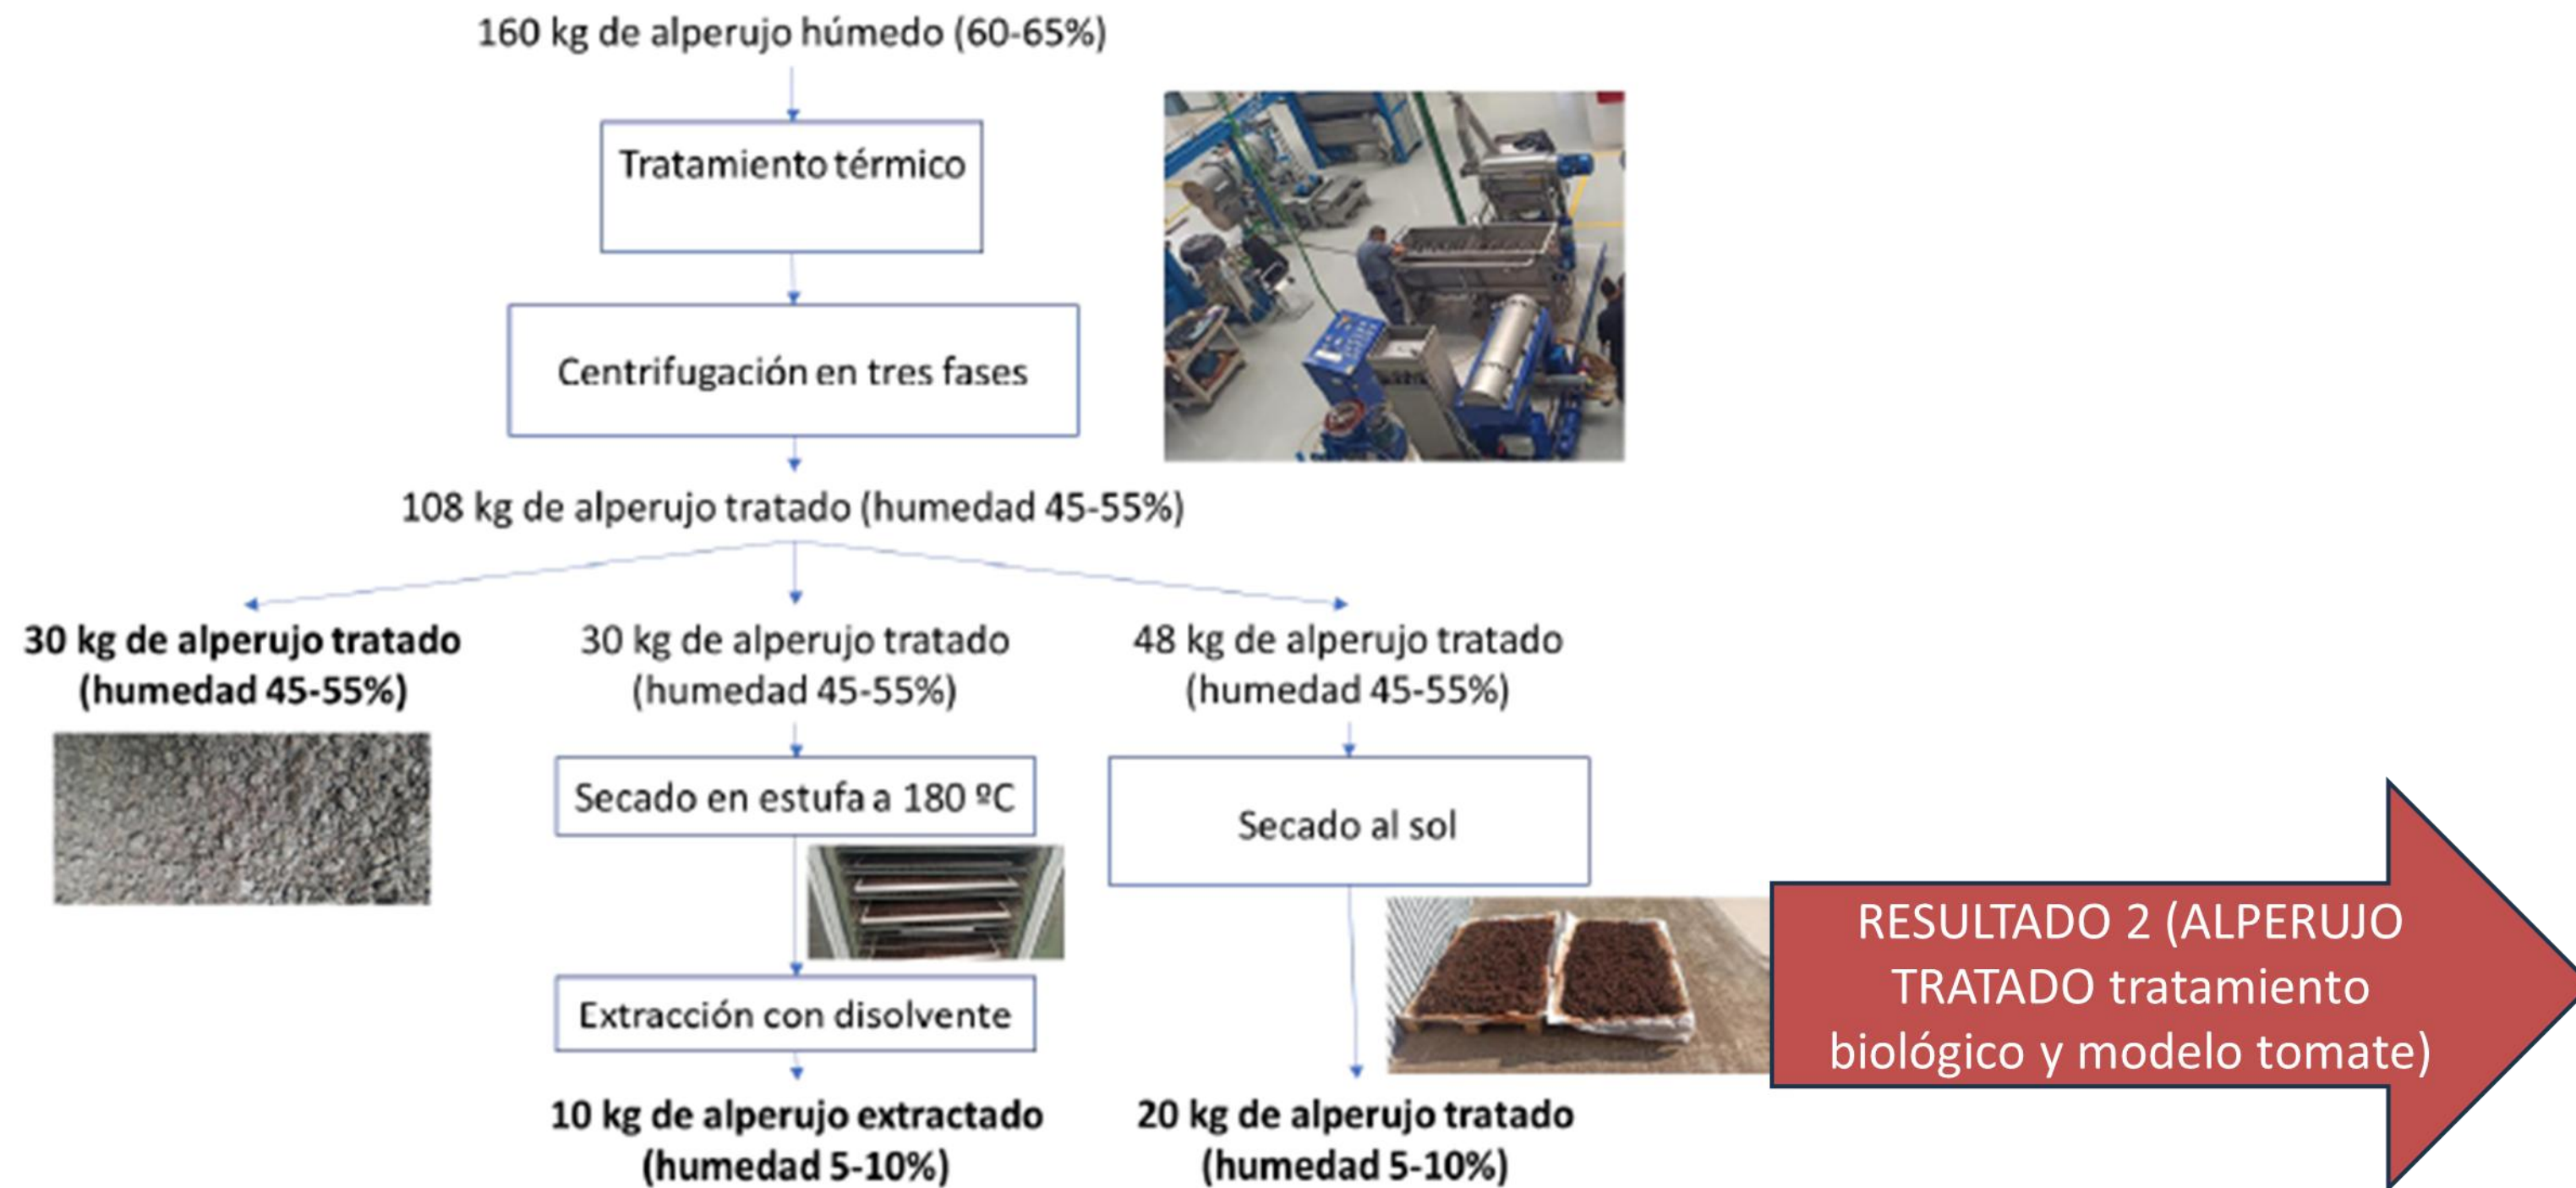 160 kg de alperujo húmedo (60-65%)
Tratamiento térmico
Centrifugación en tres fases
108 kg de alperujo tratado (humedad 45-55%)
30 kg de alperujo tratado
(humedad 45-55%)
30 kg de alperujo tratado
(humedad 45-55%)
48 kg de alperujo tratado
(humedad 45-55%)
Secado en estufa a 180 ºC
Secado al sol
Extracción con disolvente
10 kg de alperujo extractado
(humedad 5-10%)
20 kg de alperujo tratado
(humedad 5-10%)
RESULTADO 2 (ALPERUJO
TRATADO tratamiento
biológico y modelo tomate)